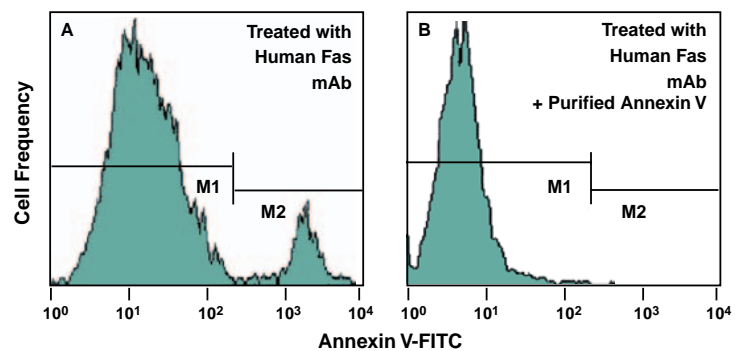 A
Treated with
Human Fas
mAb
M1
M2
10⁰ 10¹ 10² 10³ 10⁴
B
Treated with
Human Fas
mAb
+ Purified Annexin V
M1
M2
10⁰ 10¹ 10² 10³ 10⁴
Cell Frequency
Annexin V-FITC